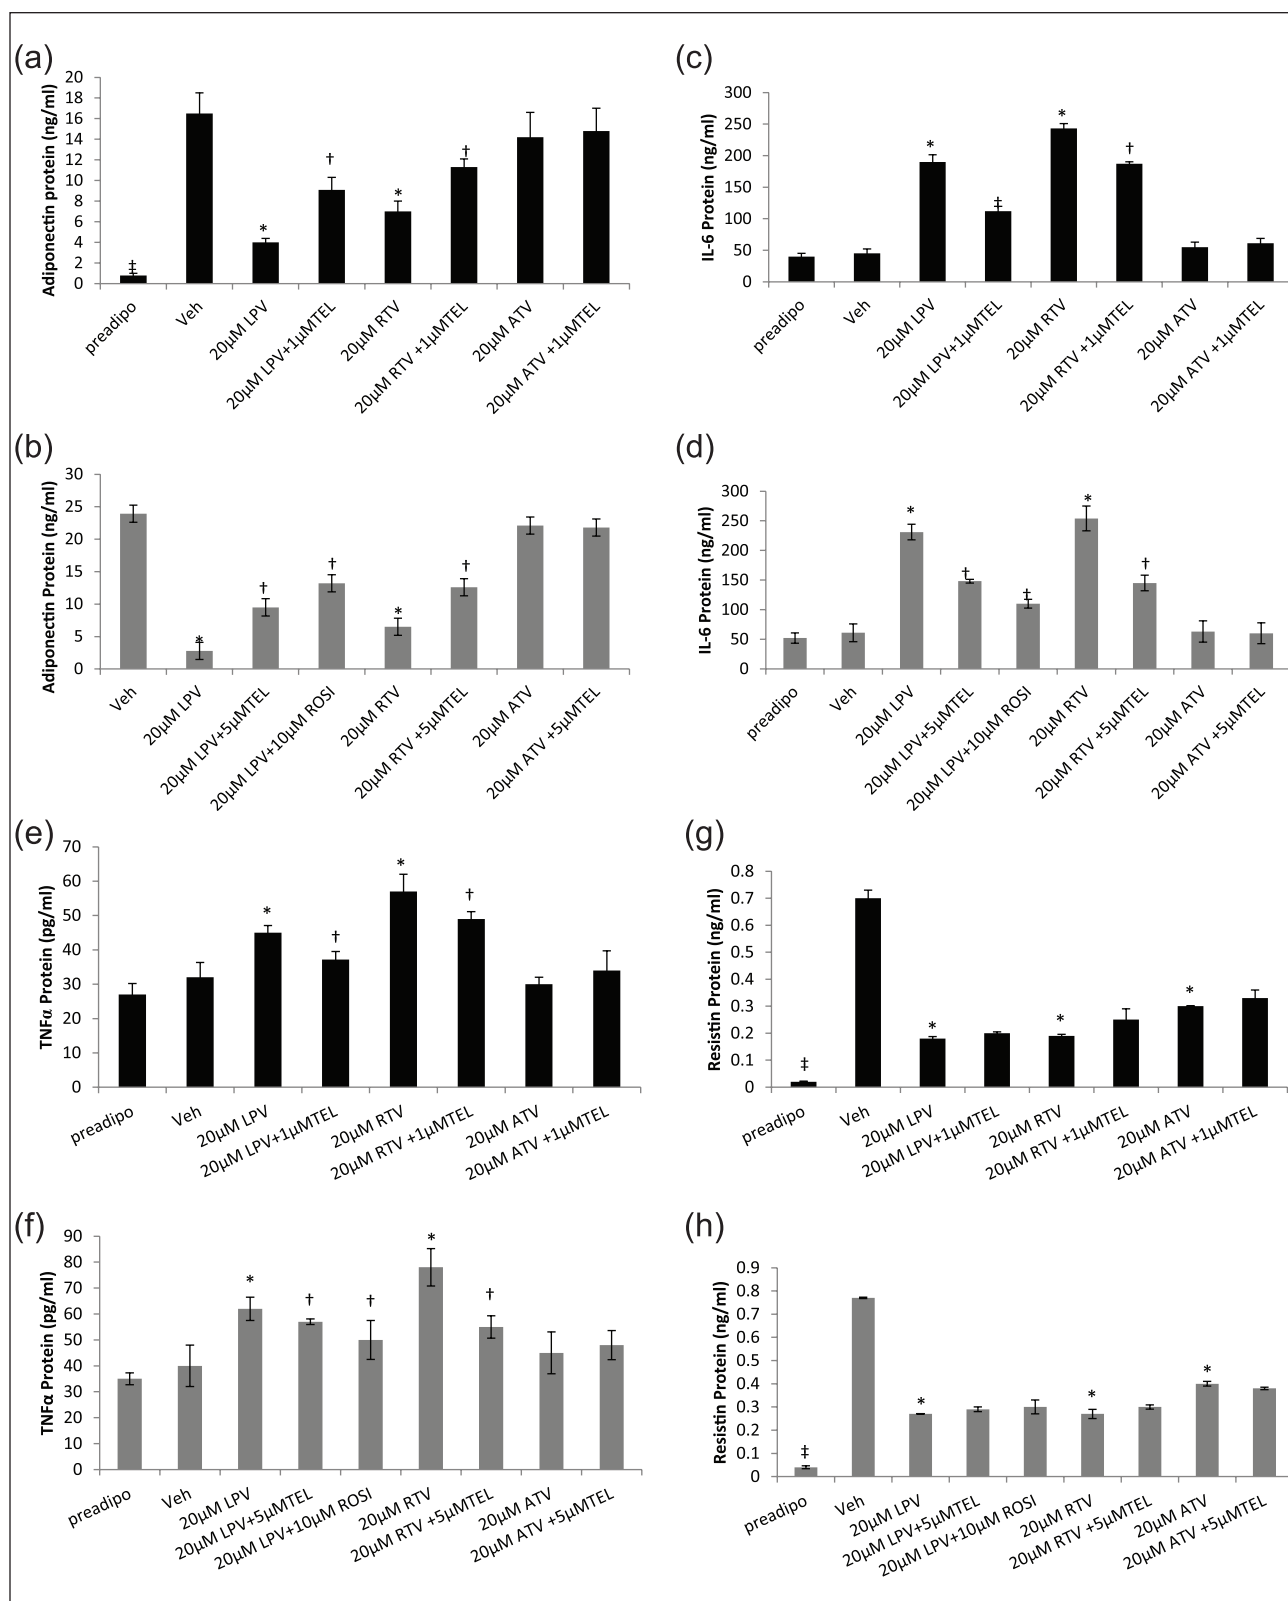 (a)
Adiponectin protein (ng/ml)
20
18
16
14
12
10
8
6
4
2
0
‡
*
†
*
†
preadipo
Veh
20µM LPV
20µM LPV+1µMTEL
20µM RTV
20µM RTV +1µMTEL
20µM ATV
20µM ATV +1µMTEL
(c)
IL-6 Protein (ng/ml)
300
250
200
150
100
50
0
*
‡
*
†
preadipo
Veh
20µM LPV
20µM LPV+1µMTEL
20µM RTV
20µM RTV +1µMTEL
20µM ATV
20µM ATV +1µMTEL
(b)
Adiponectin Protein (ng/ml)
30
25
20
15
10
5
0
*
†
†
*
†
Veh
20µM LPV
20µM LPV+5µMTEL
20µM LPV+10µM ROSI
20µM RTV
20µM RTV +5µMTEL
20µM ATV
20µM ATV +5µMTEL
(d)
IL-6 Protein (ng/ml)
300
250
200
150
100
50
0
*
†
‡
*
†
preadipo
Veh
20µM LPV
20µM LPV+5µMTEL
20µM LPV+10µM ROSI
20µM RTV
20µM RTV +5µMTEL
20µM ATV
20µM ATV +5µMTEL
(e)
TNFα Protein (pg/ml)
70
60
50
40
30
20
10
0
*
†
*
†
preadipo
Veh
20µM LPV
20µM LPV+1µMTEL
20µM RTV
20µM RTV +1µMTEL
20µM ATV
20µM ATV +1µMTEL
(g)
Resistin Protein (ng/ml)
0.8
0.7
0.6
0.5
0.4
0.3
0.2
0.1
0
‡
*
*
*
preadipo
Veh
20µM LPV
20µM LPV+1µMTEL
20µM RTV
20µM RTV +1µMTEL
20µM ATV
20µM ATV +1µMTEL
(f)
TNFα Protein (pg/ml)
90
80
70
60
50
40
30
20
10
0
*
†
†
*
†
preadipo
Veh
20µM LPV
20µM LPV+5µMTEL
20µM LPV+10µM ROSI
20µM RTV
20µM RTV +5µMTEL
20µM ATV
20µM ATV +5µMTEL
(h)
Resistin Protein (ng/ml)
0.9
0.8
0.7
0.6
0.5
0.4
0.3
0.2
0.1
0
‡
*
*
*
preadipo
Veh
20µM LPV
20µM LPV+5µMTEL
20µM LPV+10µM ROSI
20µM RTV
20µM RTV +5µMTEL
20µM ATV
20µM ATV +5µMTEL